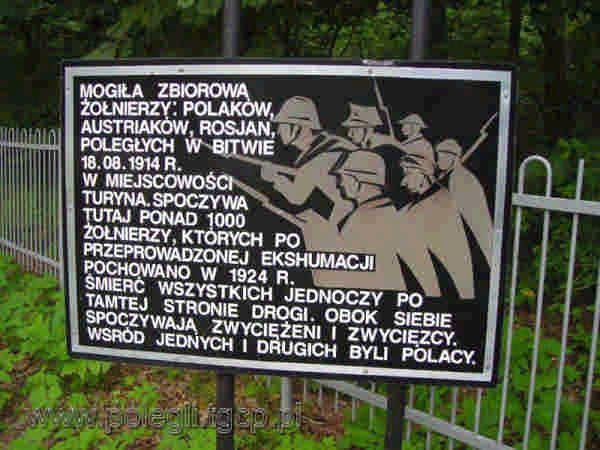 MOGIŁA ZBIOROWA
ŻOŁNIERZY: POLAKÓW,
AUSTRIAKÓW, ROSJAN,
POLEGŁYCH W BITWIE
18.08.1914 R.
W MIEJSCOWOŚCI
TURYNA. SPOCZYWA
TUTAJ PONAD 1000
ŻOŁNIERZY, KTÓRYCH PO
PRZEPROWADZONEJ EKSHUMACJI
POCHOWANO W 1924 R.
ŚMIERĆ WSZYSTKICH JEDNOCZY PO
TAMTEJ STRONIE DROGI. OBOK SIEBIE
SPOCZYWAJĄ ZWYCIĘŻENI I ZWYCIĘZCY.
WSRÓD JEDNYCH I DRUGICH BYLI POLACY.
www.polegli.tgcp.pl